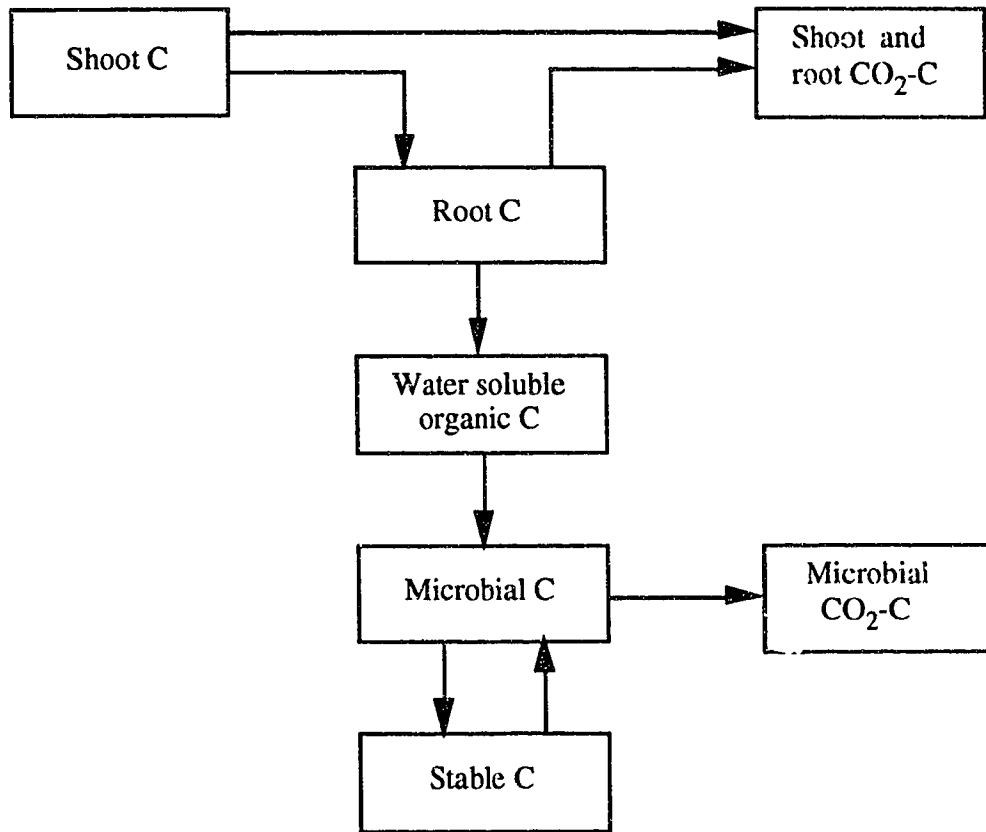 Shoot C
Shoot and
root CO₂-C
Root C
Water soluble
organic C
Microbial C
Microbial
CO₂-C
Stable C